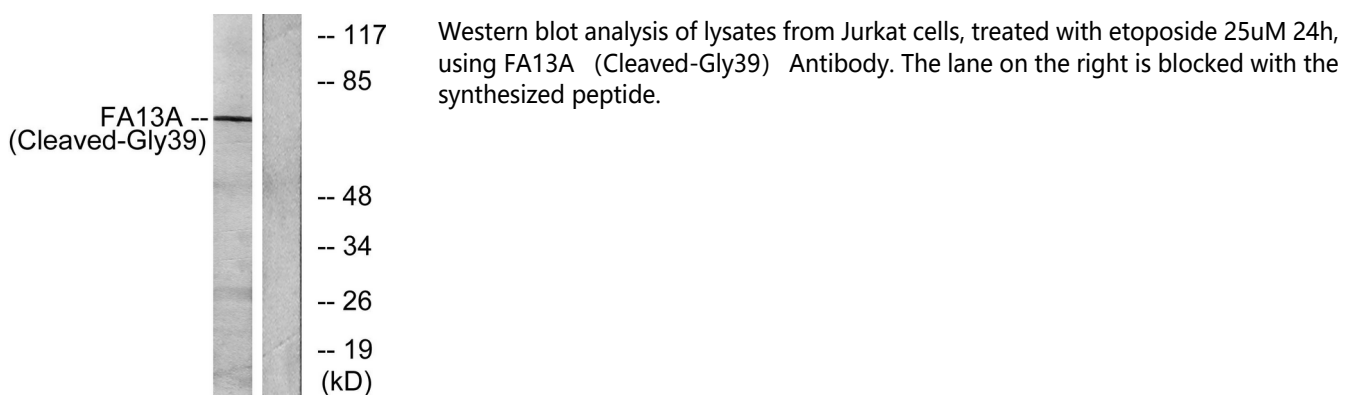 -- 117
-- 85
FA13A --
(Cleaved-Gly39)
-- 48
-- 34
-- 26
-- 19
(kD)
Western blot analysis of lysates from Jurkat cells, treated with etoposide 25uM 24h,
using FA13A （Cleaved-Gly39） Antibody. The lane on the right is blocked with the
synthesized peptide.